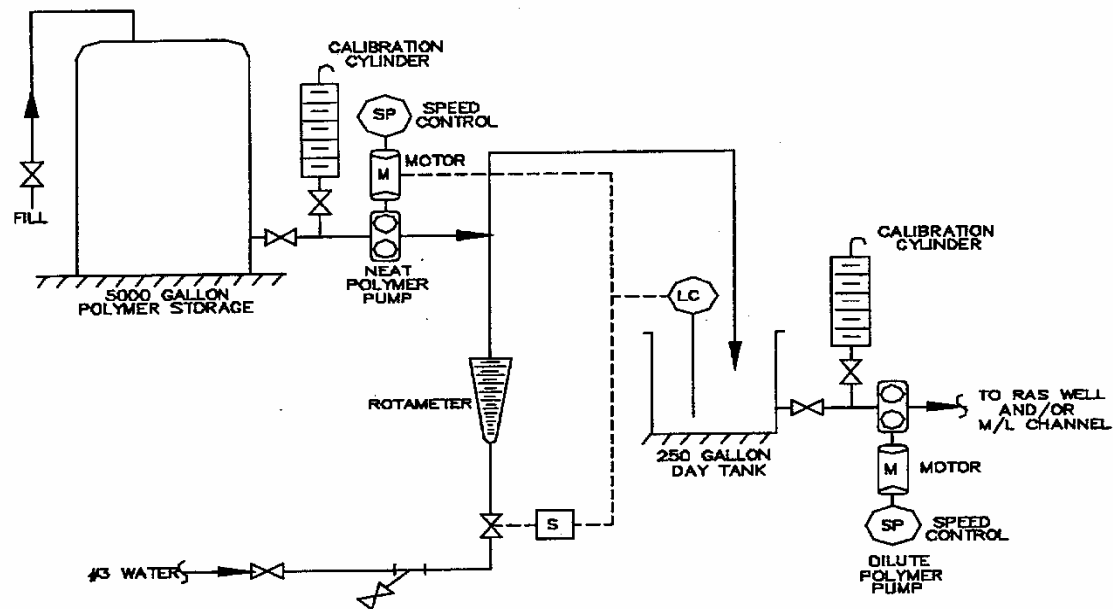 CALIBRATION
CYLINDER
SP
SPEED
CONTROL
M
MOTOR
FILL
NEAT
POLYMER
PUMP
5000 GALLON
POLYMER STORAGE
CALIBRATION
CYLINDER
LC
ROTAMETER
TO RAS WELL
AND/OR
M/L CHANNEL
250 GALLON
DAY TANK
M
MOTOR
S
SP
SPEED
CONTROL
#3 WATER
DILUTE
POLYMER
PUMP